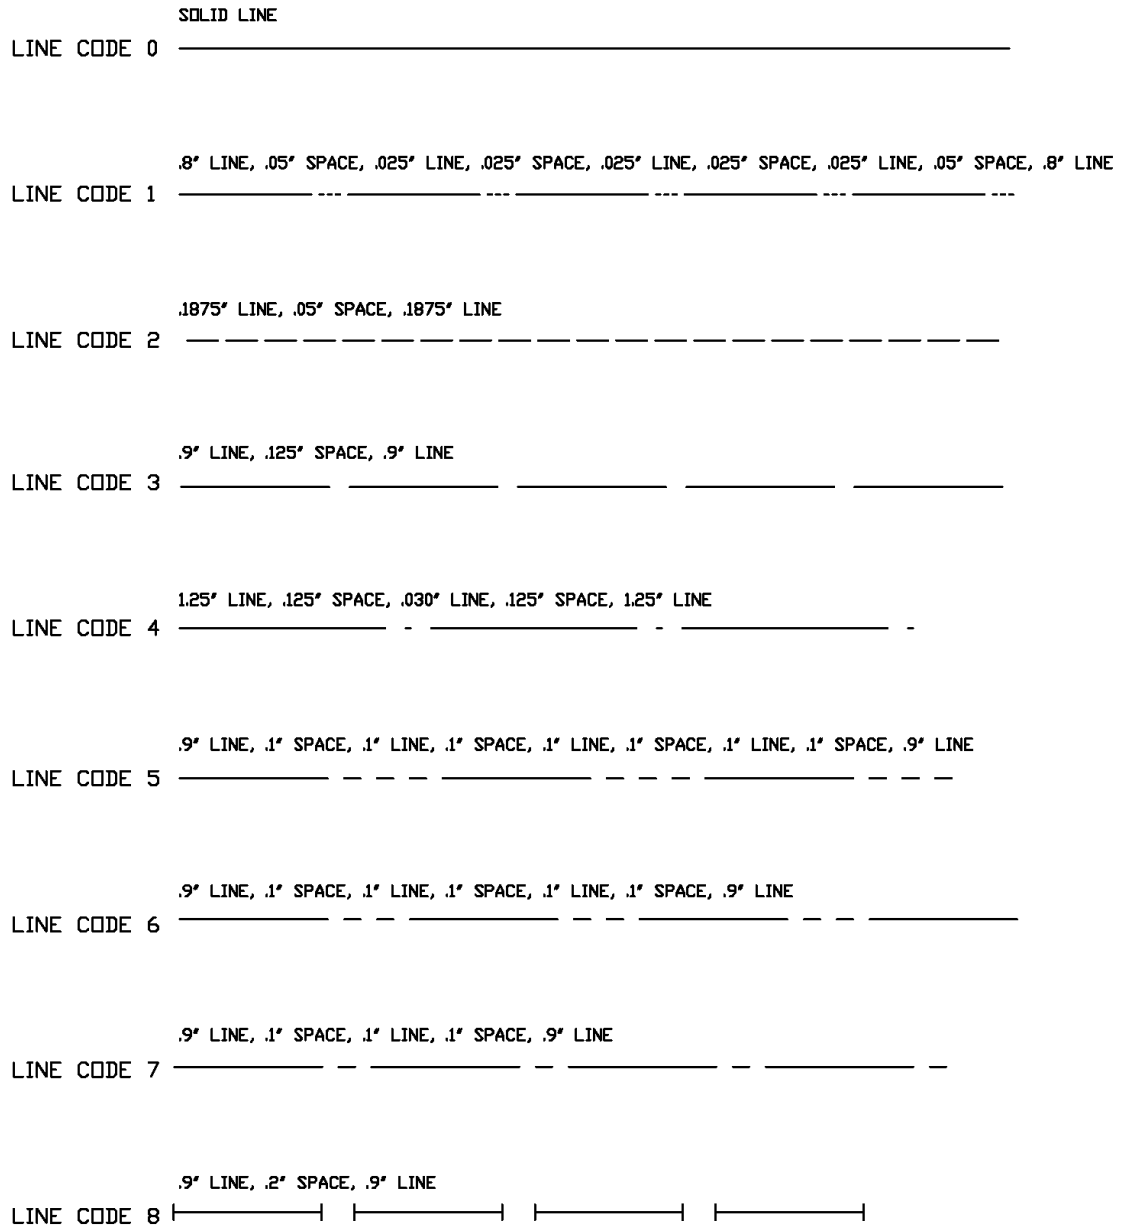 SOLID LINE
LINE CODE 0
.8" LINE, .05" SPACE, .025" LINE, .025" SPACE, .025" LINE, .025" SPACE, .025" LINE, .05" SPACE, .8" LINE
LINE CODE 1
.1875" LINE, .05" SPACE, .1875" LINE
LINE CODE 2
.9" LINE, .125" SPACE, .9" LINE
LINE CODE 3
1.25" LINE, .125" SPACE, .030" LINE, .125" SPACE, 1.25" LINE
LINE CODE 4
.9" LINE, .1" SPACE, .1" LINE, .1" SPACE, .1" LINE, .1" SPACE, .1" LINE, .1" SPACE, .9" LINE
LINE CODE 5
.9" LINE, .1" SPACE, .1" LINE, .1" SPACE, .1" LINE, .1" SPACE, .9" LINE
LINE CODE 6
.9" LINE, .1" SPACE, .1" LINE, .1" SPACE, .9" LINE
LINE CODE 7
.9" LINE, .2" SPACE, .9" LINE
LINE CODE 8